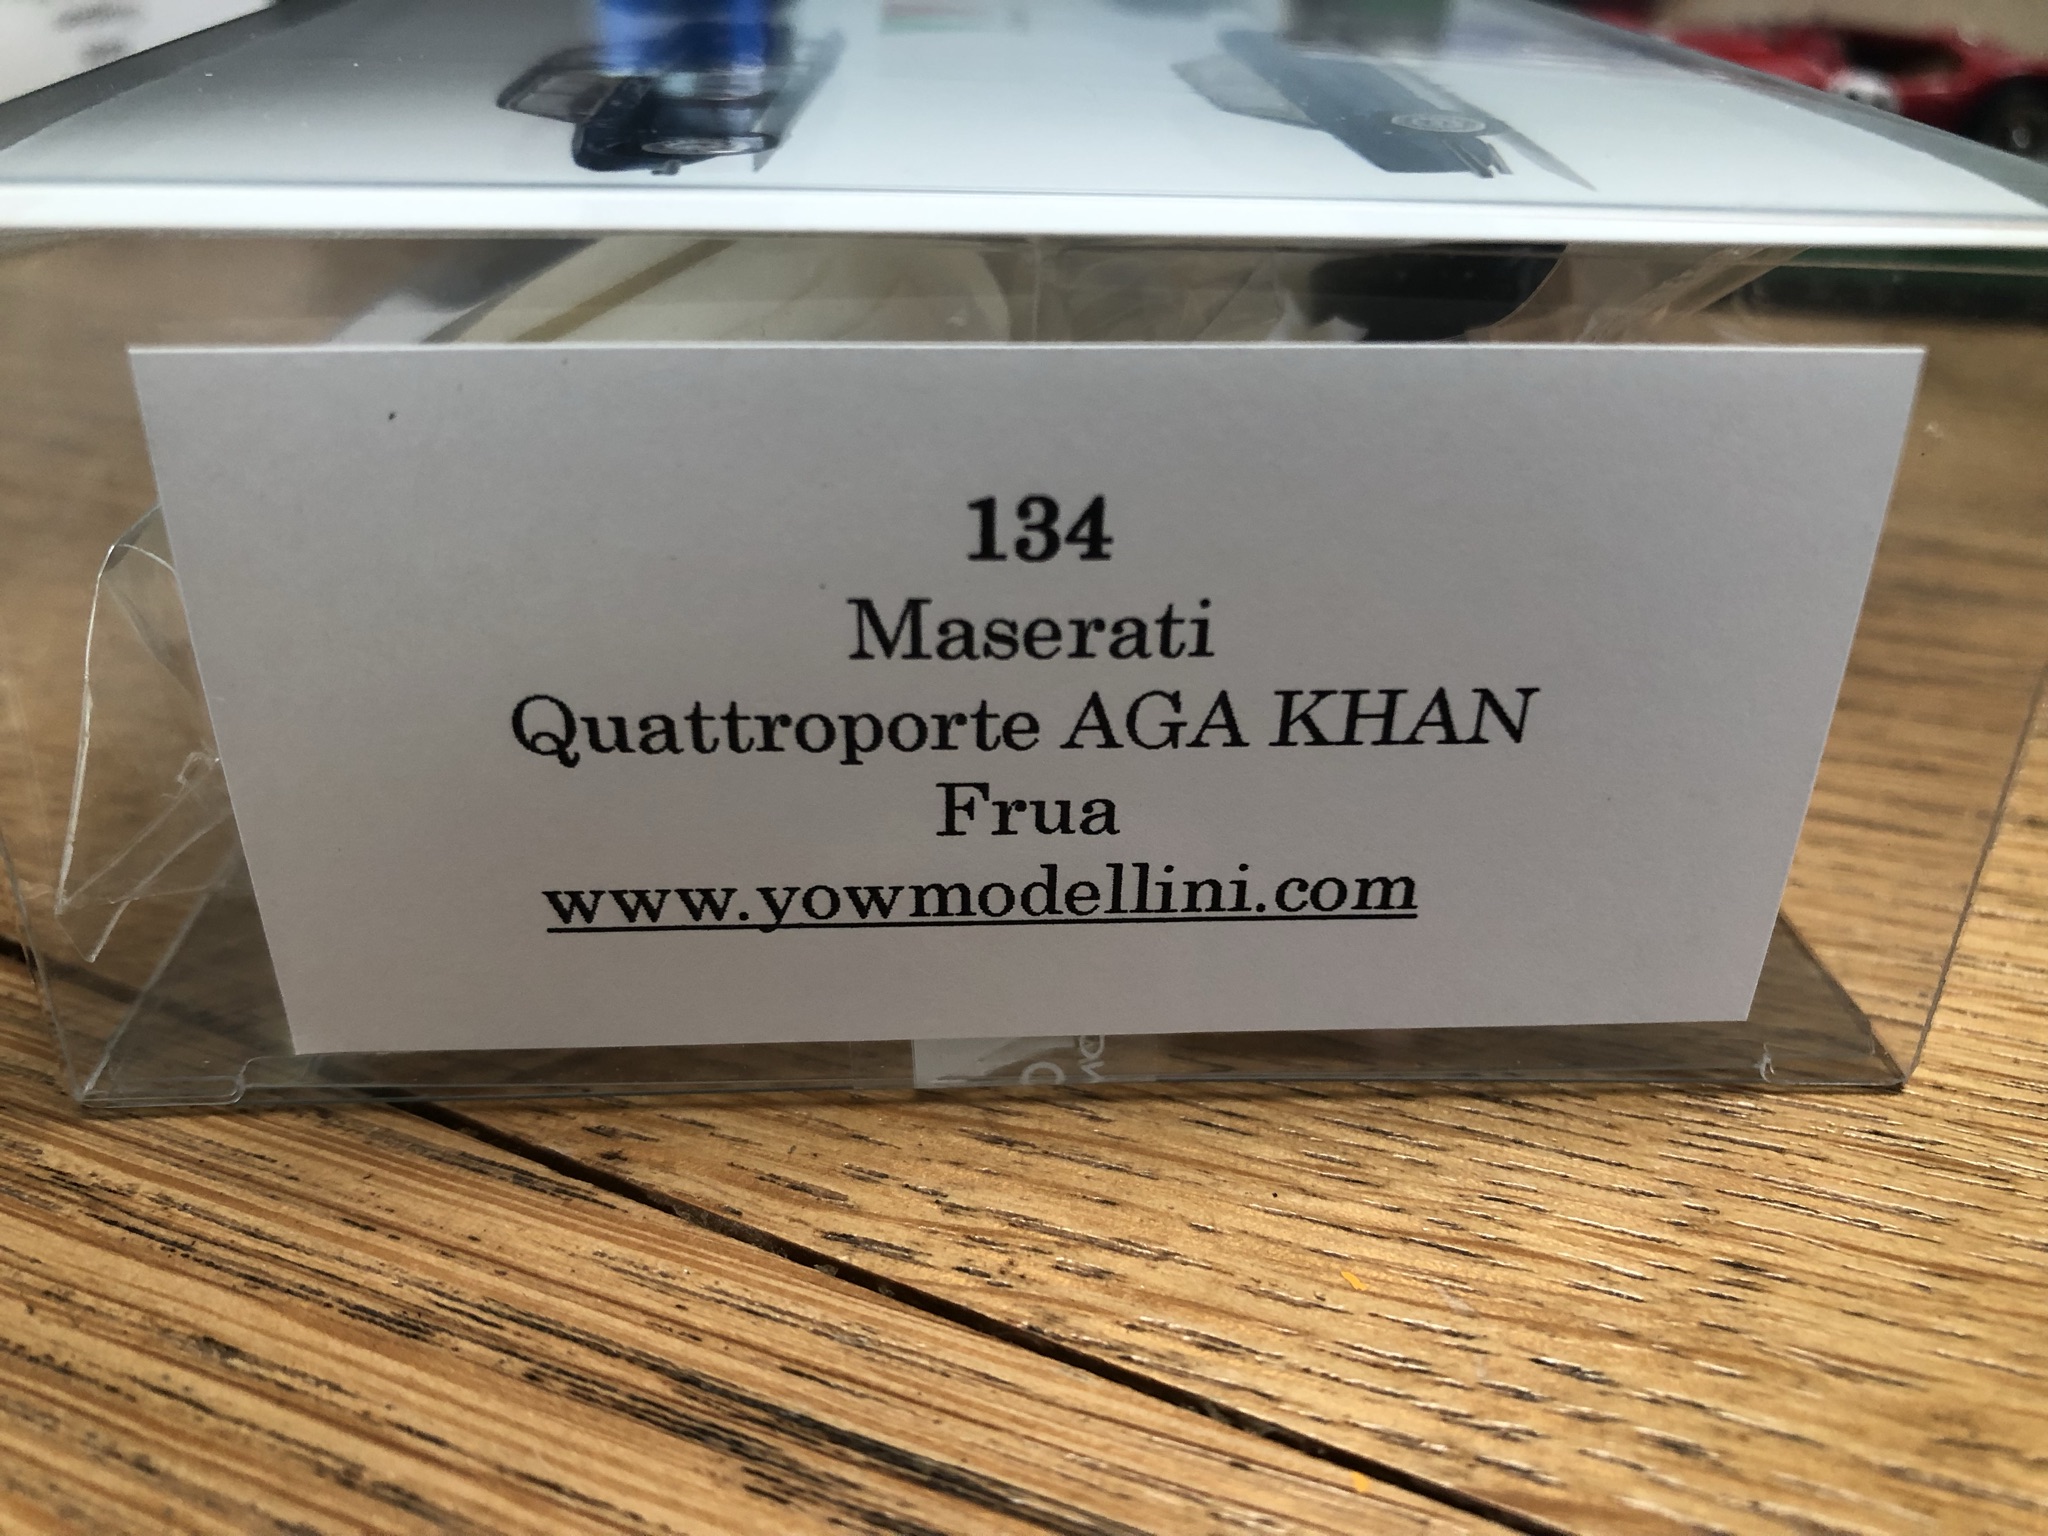 134
Maserati
Quattroporte AGA KHAN
Frua
www.yowmodellini.com